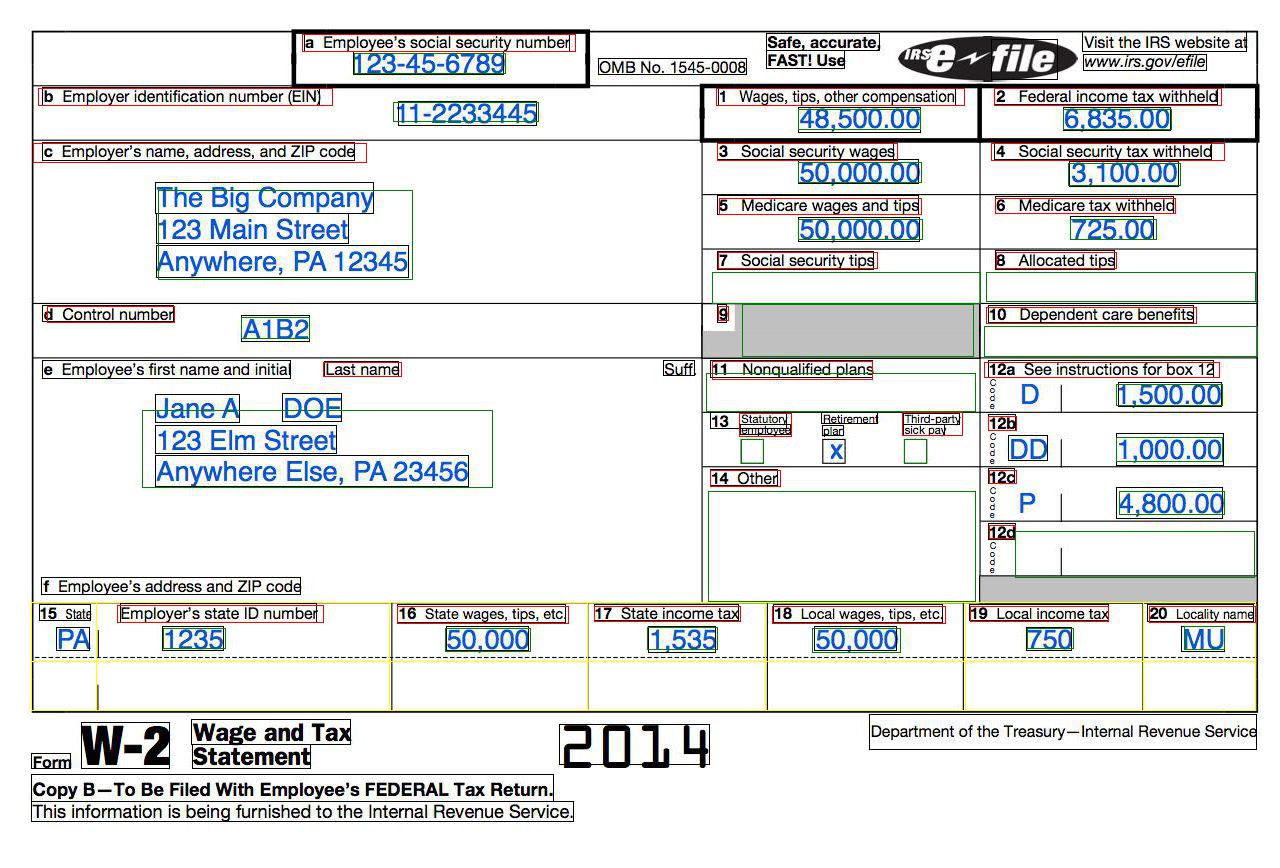 a Employee's social security number
123-45-6789
OMB No. 1545-0008
Safe, accurate,
FAST! Use
IRS e file
Visit the IRS website at
www.irs.gov/efile
b Employer identification number (EIN)
11-2233445
1 Wages, tips, other compensation
48,500.00
2 Federal income tax withheld
6,835.00
c Employer's name, address, and ZIP code
The Big Company
123 Main Street
Anywhere, PA 12345
3 Social security wages
50,000.00
4 Social security tax withheld
3,100.00
5 Medicare wages and tips
50,000.00
6 Medicare tax withheld
725.00
7 Social security tips
8 Allocated tips
d Control number
A1B2
9
10 Dependent care benefits
e Employee's first name and initial Last name Suff.
Jane A DOE
123 Elm Street
Anywhere Else, PA 23456
11 Nonqualified plans
12a See instructions for box 12
Code
D 1,500.00
13 Statutory
employee
Retirement
plan
Third-party
sick pay
X
12b
Code
DD 1,000.00
14 Other
12c
Code
P 4,800.00
12d
Code
f Employee's address and ZIP code
15 State Employer's state ID number
PA 1235
16 State wages, tips, etc.
50,000
17 State income tax
1,535
18 Local wages, tips, etc.
50,000
19 Local income tax
750
20 Locality name
MU
Form W-2 Wage and Tax
Statement
2014
Department of the Treasury—Internal Revenue Service
Copy B—To Be Filed With Employee's FEDERAL Tax Return.
This information is being furnished to the Internal Revenue Service.